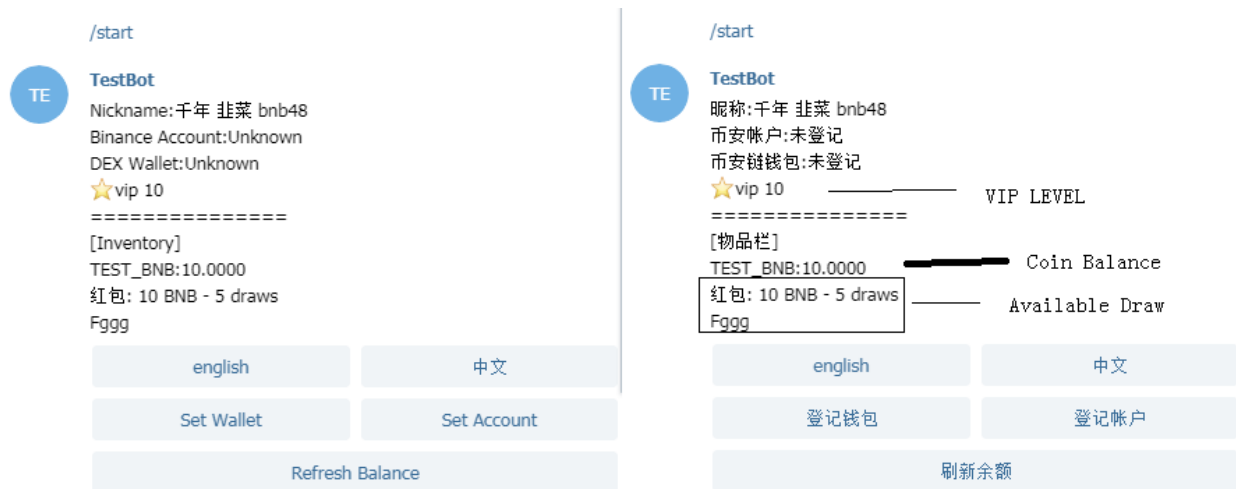 /start
TE
TestBot
Nickname:千年 韭菜 bnb48
Binance Account:Unknown
DEX Wallet:Unknown
⭐vip 10
===============
[Inventory]
TEST_BNB:10.0000
红包: 10 BNB - 5 draws
Fggg
english
中文
Set Wallet
Set Account
Refresh Balance
/start
TE
TestBot
昵称:千年 韭菜 bnb48
币安帐户:未登记
币安链钱包:未登记
⭐vip 10
VIP LEVEL
===============
[物品栏]
TEST_BNB:10.0000
Coin Balance
红包: 10 BNB - 5 draws
Available Draw
Fggg
english
中文
登记钱包
登记帐户
刷新余额